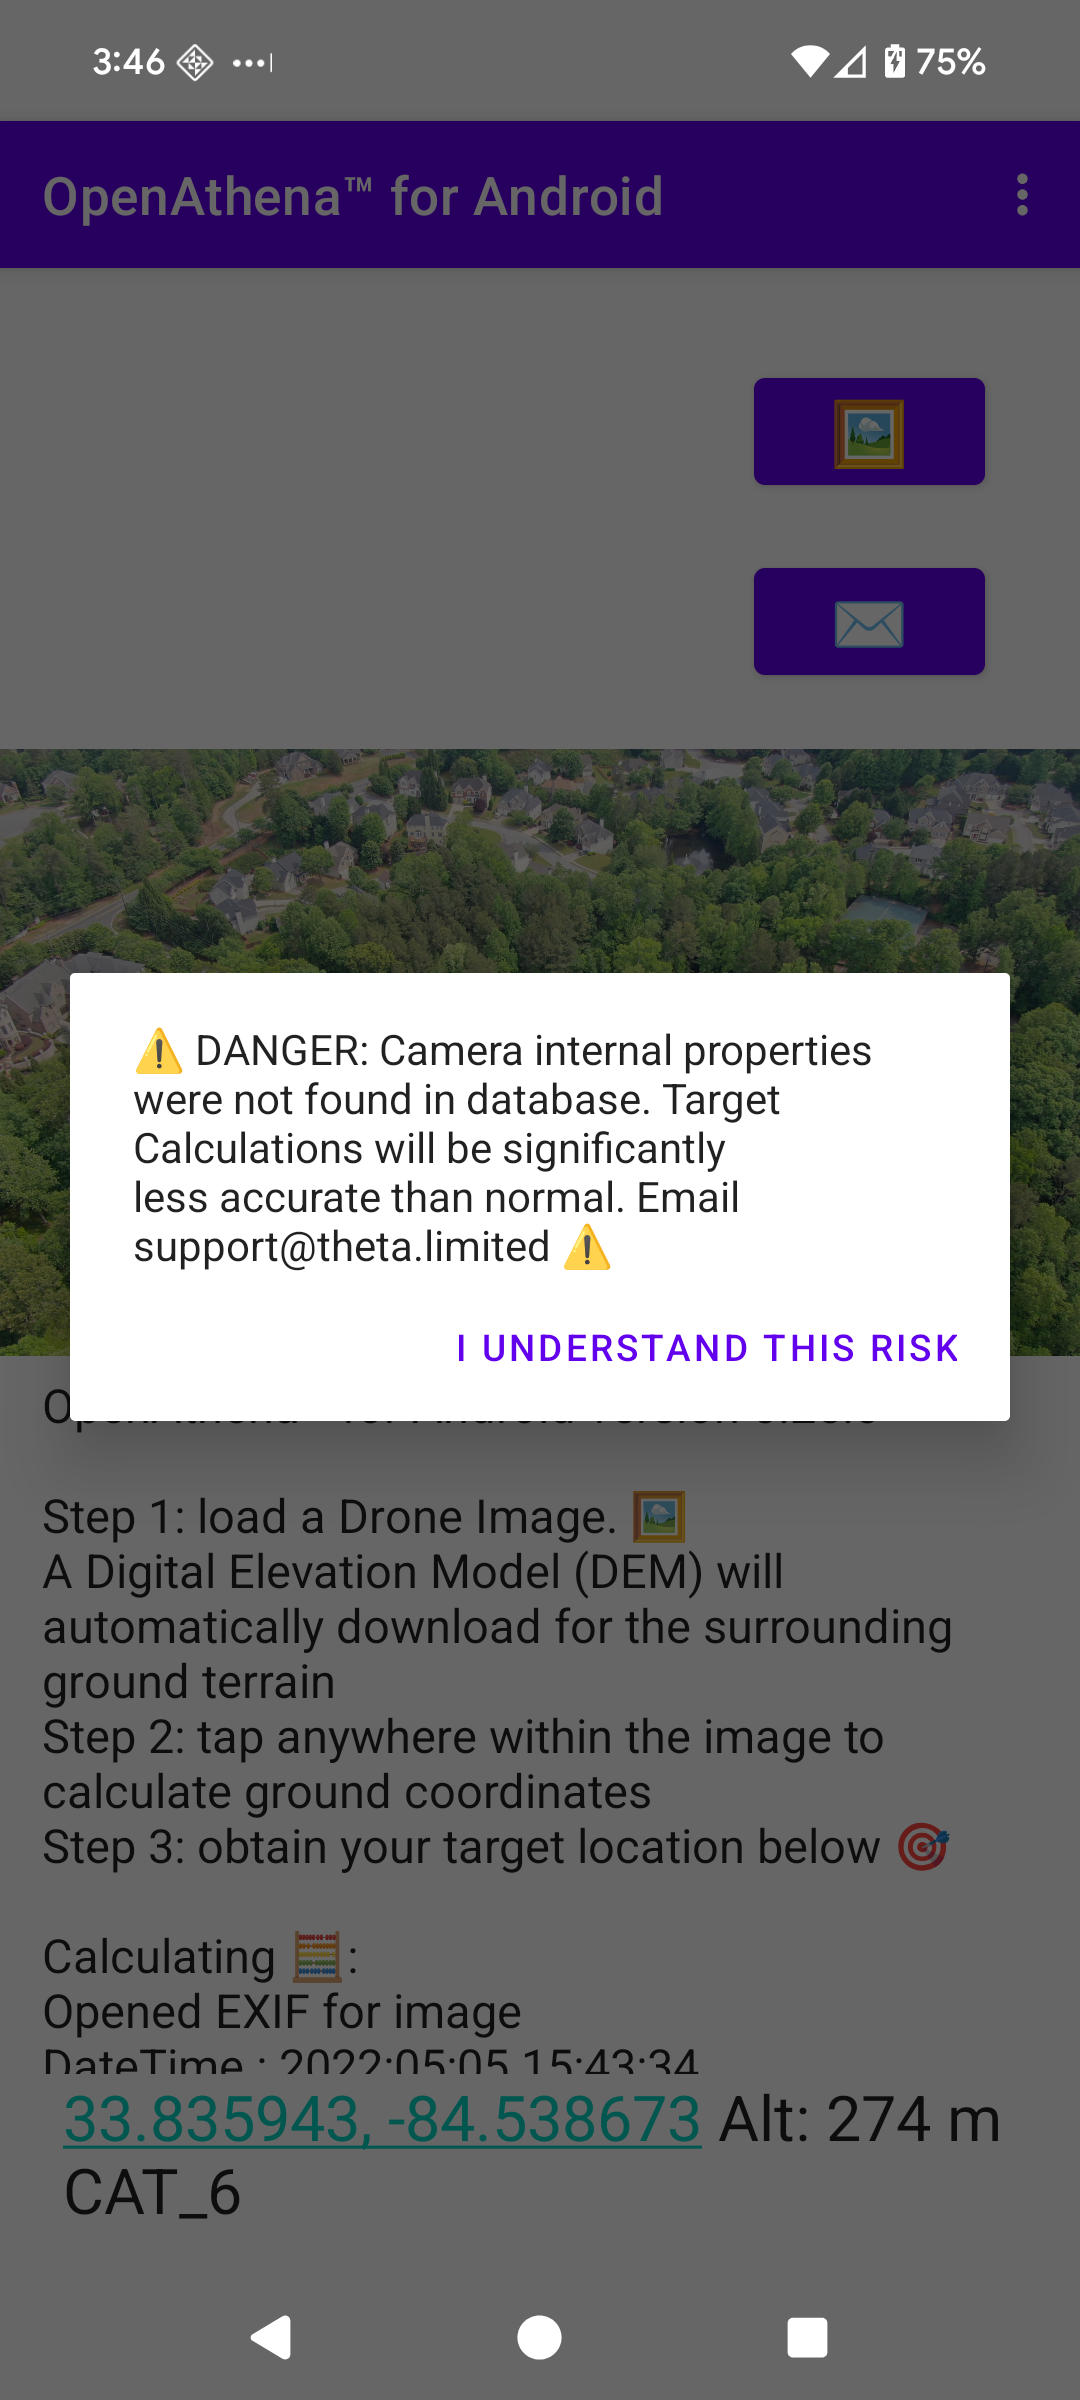 3:46
75%
OpenAthena™ for Android
⚠️ DANGER: Camera internal properties
were not found in database. Target
Calculations will be significantly
less accurate than normal. Email
support@theta.limited ⚠️
I UNDERSTAND THIS RISK
Step 1: load a Drone Image. 🖼️
A Digital Elevation Model (DEM) will
automatically download for the surrounding
ground terrain
Step 2: tap anywhere within the image to
calculate ground coordinates
Step 3: obtain your target location below 🎯
Calculating 🧮:
Opened EXIF for image
DateTime : 2022:05:05 15:43:34
33.835943, -84.538673 Alt: 274 m
CAT_6